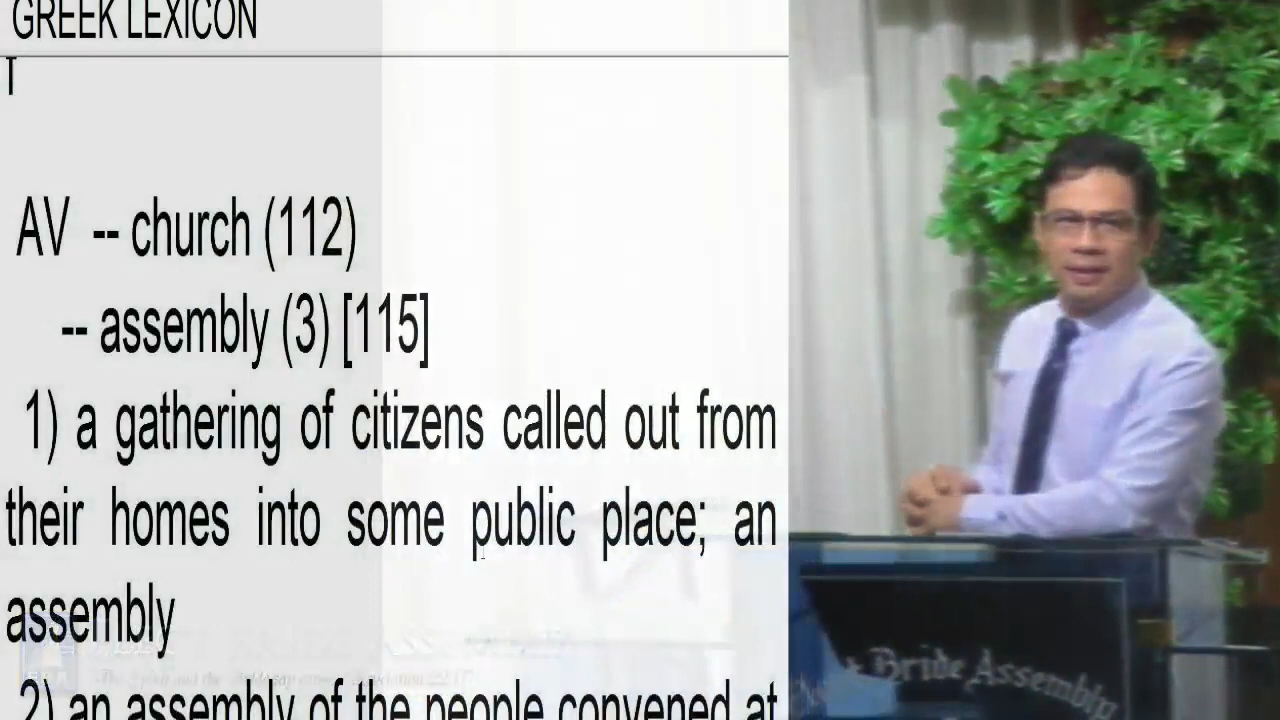 GREEK LEXICON
AV -- church (112)
-- assembly (3) [115]
1) a gathering of citizens called out from
their homes into some public place; an
assembly
2) an assembly of the people convened at
Bride Assembly